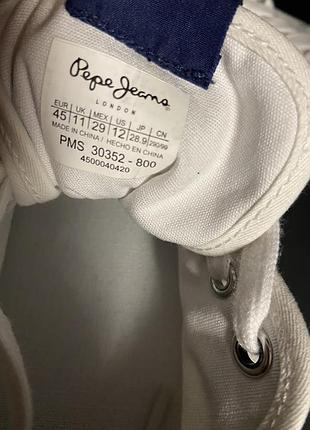 Pepe Jeans
LONDON
EUR UK MEX US JP CN
45 11 29 12 28.9 290/99
MADE IN CHINA / HECHO EN CHINA
PMS 30352 - 800
4500040420